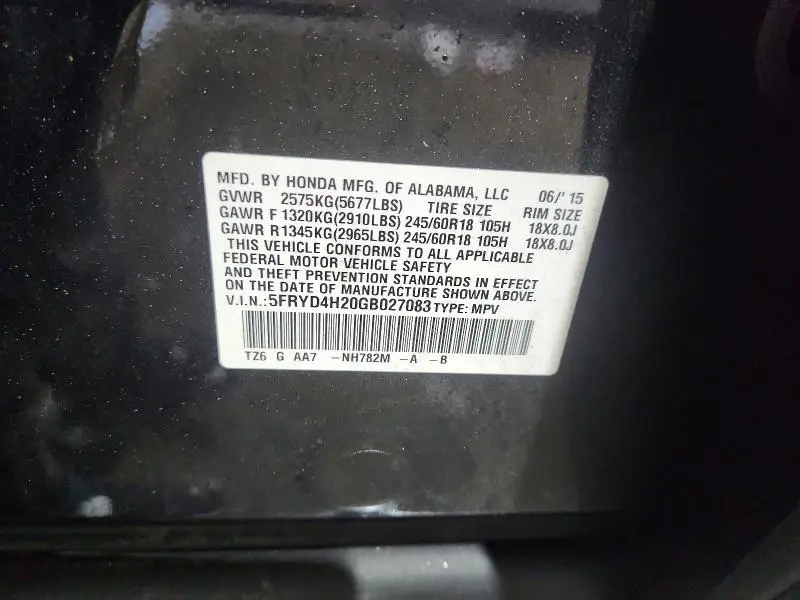 MFD. BY HONDA MFG. OF ALABAMA, LLC 06/'15
GVWR 2575KG(5677LBS) TIRE SIZE RIM SIZE
GAWR F 1320KG(2910LBS) 245/60R18 105H 18X8.0J
GAWR R1345KG(2965LBS) 245/60R18 105H 18X8.0J
THIS VEHICLE CONFORMS TO ALL APPLICABLE
FEDERAL MOTOR VEHICLE SAFETY
AND THEFT PREVENTION STANDARDS IN EFFECT
ON THE DATE OF MANUFACTURE SHOWN ABOVE.
V.I.N.:5FRYD4H20GB027083 TYPE: MPV
TZ6 G AA7 -NH782M -A -B